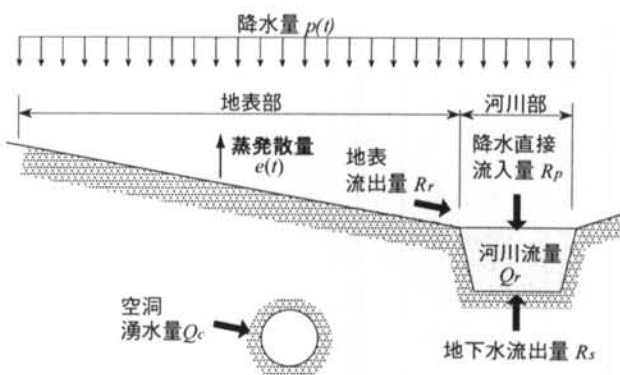 降水量 p(t)
地表部
河川部
蒸発散量
e(t)
地表
流出量 Rr
降水直接
流入量 Rp
河川流量
Qr
空洞
湧水量Qc
地下水流出量 Rs